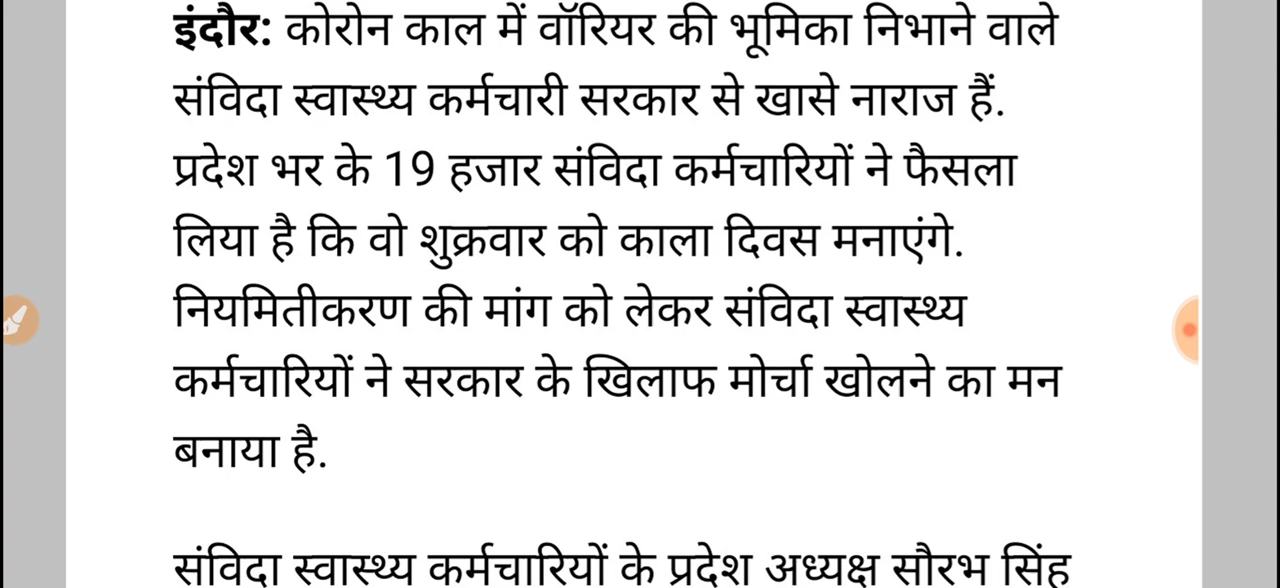 इंदौर: कोरोन काल में वॉरियर की भूमिका निभाने वाले
संविदा स्वास्थ्य कर्मचारी सरकार से खासे नाराज हैं.
प्रदेश भर के 19 हजार संविदा कर्मचारियों ने फैसला
लिया है कि वो शुक्रवार को काला दिवस मनाएंगे.
नियमितीकरण की मांग को लेकर संविदा स्वास्थ्य
कर्मचारियों ने सरकार के खिलाफ मोर्चा खोलने का मन
बनाया है.
संविदा स्वास्थ्य कर्मचारियों के प्रदेश अध्यक्ष सौरभ सिंह